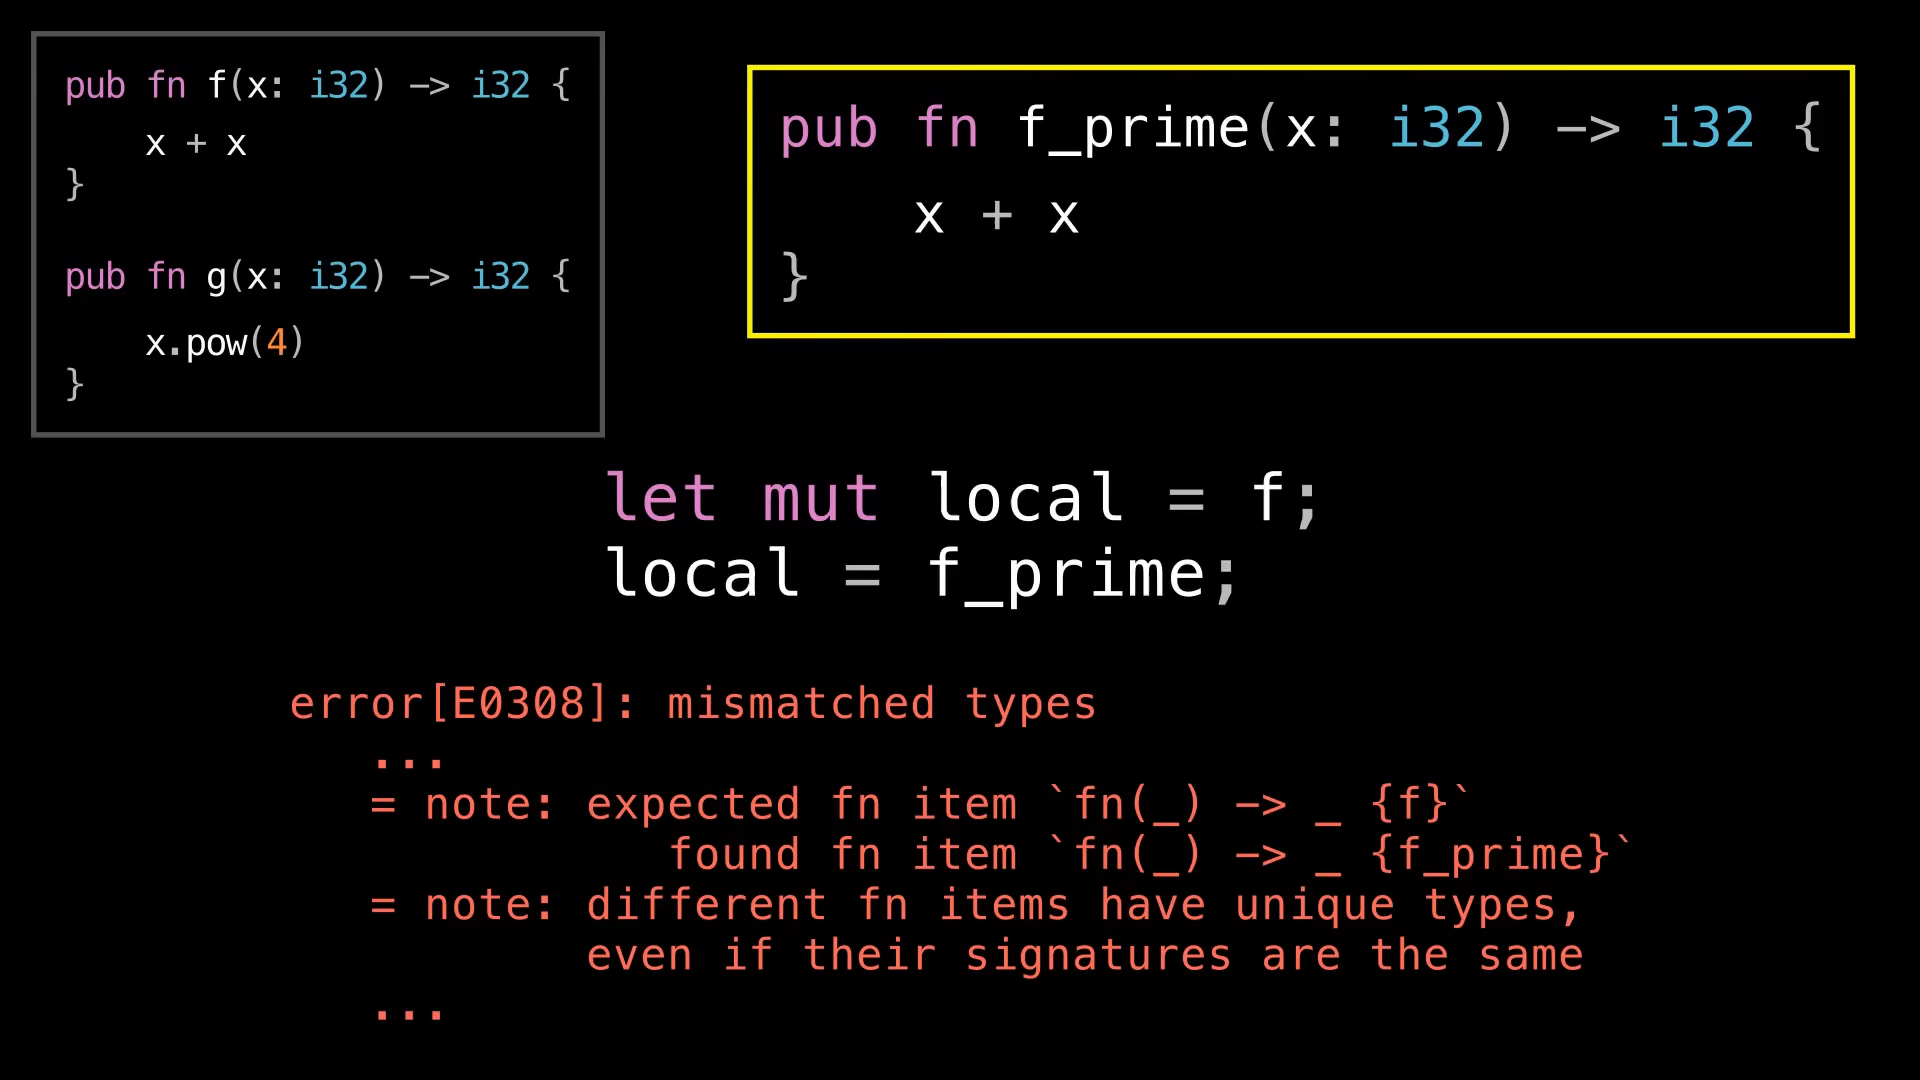 pub fn f(x: i32) -> i32 {
    x + x
}
pub fn g(x: i32) -> i32 {
    x.pow(4)
}
pub fn f_prime(x: i32) -> i32 {
    x + x
}
let mut local = f;
local = f_prime;
error[E0308]: mismatched types
   ...
   = note: expected fn item `fn(_) -> _ {f}`
              found fn item `fn(_) -> _ {f_prime}`
   = note: different fn items have unique types,
           even if their signatures are the same
   ...